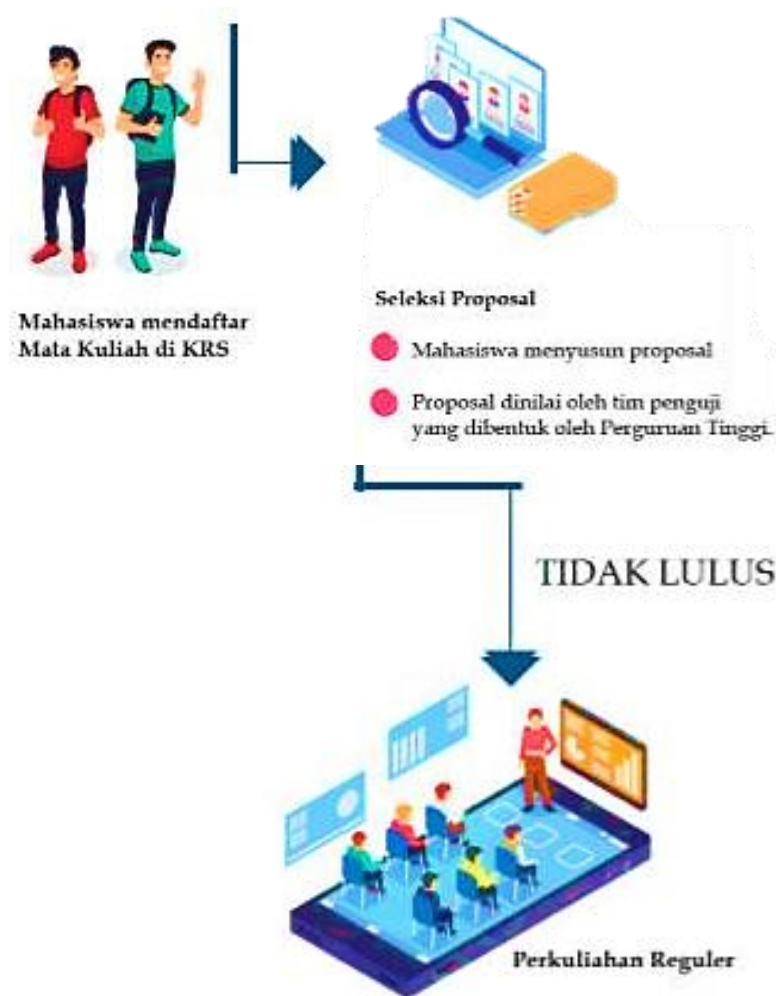 Mahasiswa mendaftar
Mata Kuliah di KRS
Seleksi Proposal
Mahasiswa menyusun proposal
Proposal dinilai oleh tim penguji
yang dibentuk oleh Perguruan Tinggi.
TIDAK LULUS
Perkuliahan Reguler